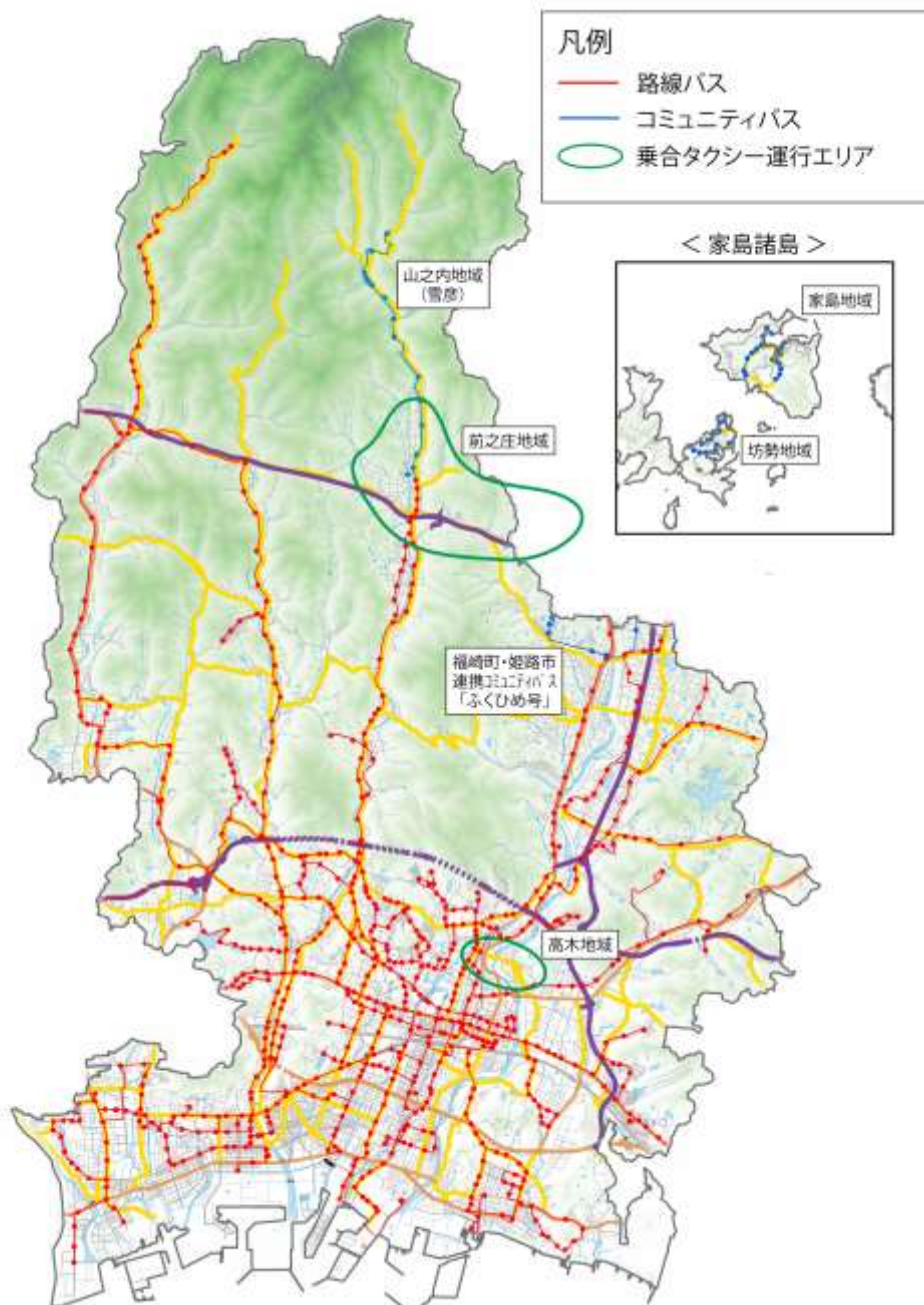 凡例
路線バス
コミュニティバス
乗合タクシー運行エリア
＜ 家島諸島 ＞
家島地域
坊勢地域
山之内地域
(雪彦)
前之庄地域
福崎町・姫路市
連携コミュニティバス
「ふくひめ号」
高木地域